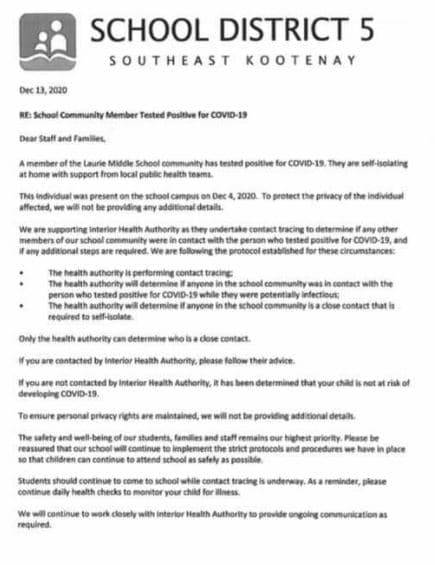 SCHOOL DISTRICT 5
SOUTHEAST KOOTENAY
Dec 13, 2020
RE: School Community Member Tested Positive for COVID-19
Dear Staff and Families,
A member of the Laurie Middle School community has tested positive for COVID-19. They are self-isolating
at home with support from local public health teams.
This individual was present on the school campus on Dec 4, 2020. To protect the privacy of the individual
affected, we will not be providing any additional details.
We are supporting Interior Health Authority as they undertake contact tracing to determine if any other
members of our school community were in contact with the person who tested positive for COVID-19, and
if any additional steps are required. We are following the protocol established for these circumstances:
• The health authority is performing contact tracing;
• The health authority will determine if anyone in the school community was in contact with the
person who tested positive for COVID-19 while they were potentially infectious;
• The health authority will determine if anyone in the school community is a close contact that is
required to self-isolate.
Only the health authority can determine who is a close contact.
If you are contacted by Interior Health Authority, please follow their advice.
If you are not contacted by Interior Health Authority, it has been determined that your child is not at risk of
developing COVID-19.
To ensure personal privacy rights are maintained, we will not be providing additional details.
The safety and well-being of our students, families and staff remains our highest priority. Please be
reassured that our school will continue to implement the strict protocols and procedures we have in place
so that children can continue to attend school as safely as possible.
Students should continue to come to school while contact tracing is underway. As a reminder, please
continue daily health checks to monitor your child for illness.
We will continue to work closely with Interior Health Authority to provide ongoing communication as
required.